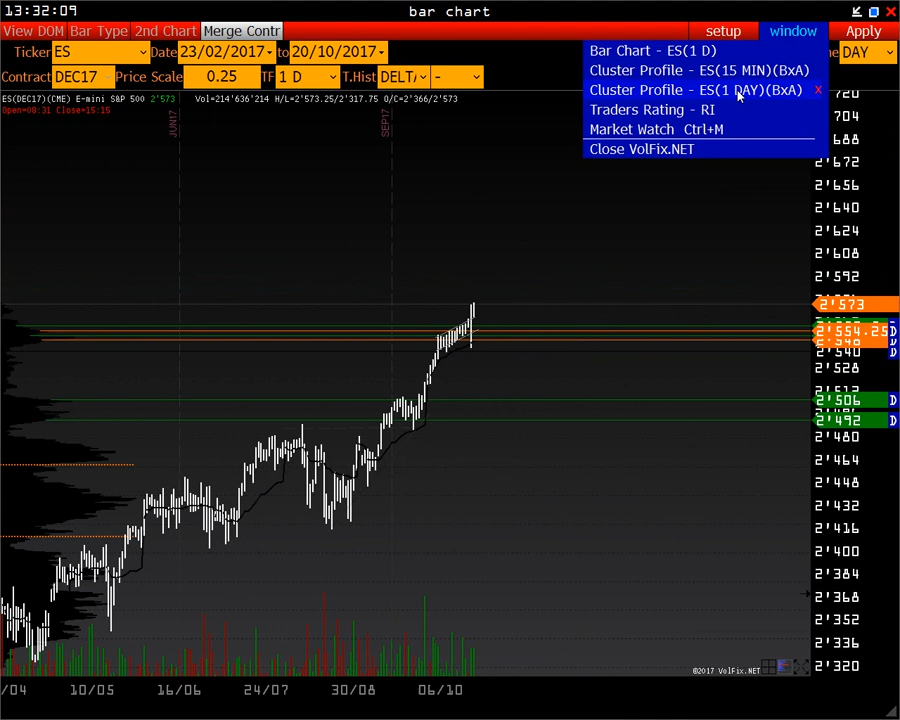 13:32:09 bar chart
View DOM Bar Type 2nd Chart Merge Contr setup window Apply
Ticker ES Date 23/02/2017 to 20/10/2017 DAY
Contract DEC17 Price Scale 0.25 TF 1 D T.Hist DELT/ -
Bar Chart - ES(1 D)
Cluster Profile - ES(15 MIN)(BxA)
Cluster Profile - ES(1 DAY)(BxA) x
Traders Rating - RI
Market Watch Ctrl+M
Close VolFix.NET
ES(DEC17)(CME) E-mini S&P 500 2'573 Vol=214'636'214 H/L=2'573.25/2'317.75 O/C=2'366/2'573
Open=08:31 Close=15:15
JUN17
SEP17
2'720
2'704
2'688
2'672
2'656
2'640
2'624
2'608
2'592
2'573
2'554.25 D
2'540 D
2'528
2'512
2'506 D
2'492 D
2'480
2'464
2'448
2'432
2'416
2'400
2'384
2'368
2'352
2'336
2'320
©2017 VolFix.NET
/04 10/05 16/06 24/07 30/08 06/10